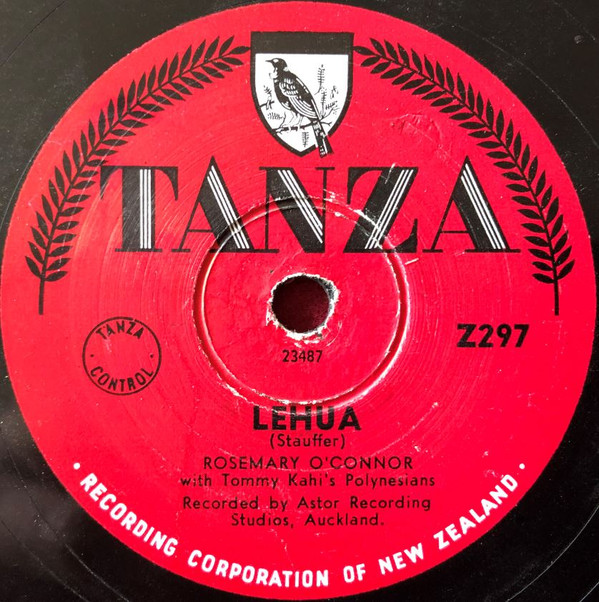 TANZA
TANZA
· CONTROL ·
Z297
23487
LEHUA
(Stauffer)
ROSEMARY O'CONNOR
with Tommy Kahi's Polynesians
Recorded by Astor Recording
Studios, Auckland.
· RECORDING CORPORATION OF NEW ZEALAND ·